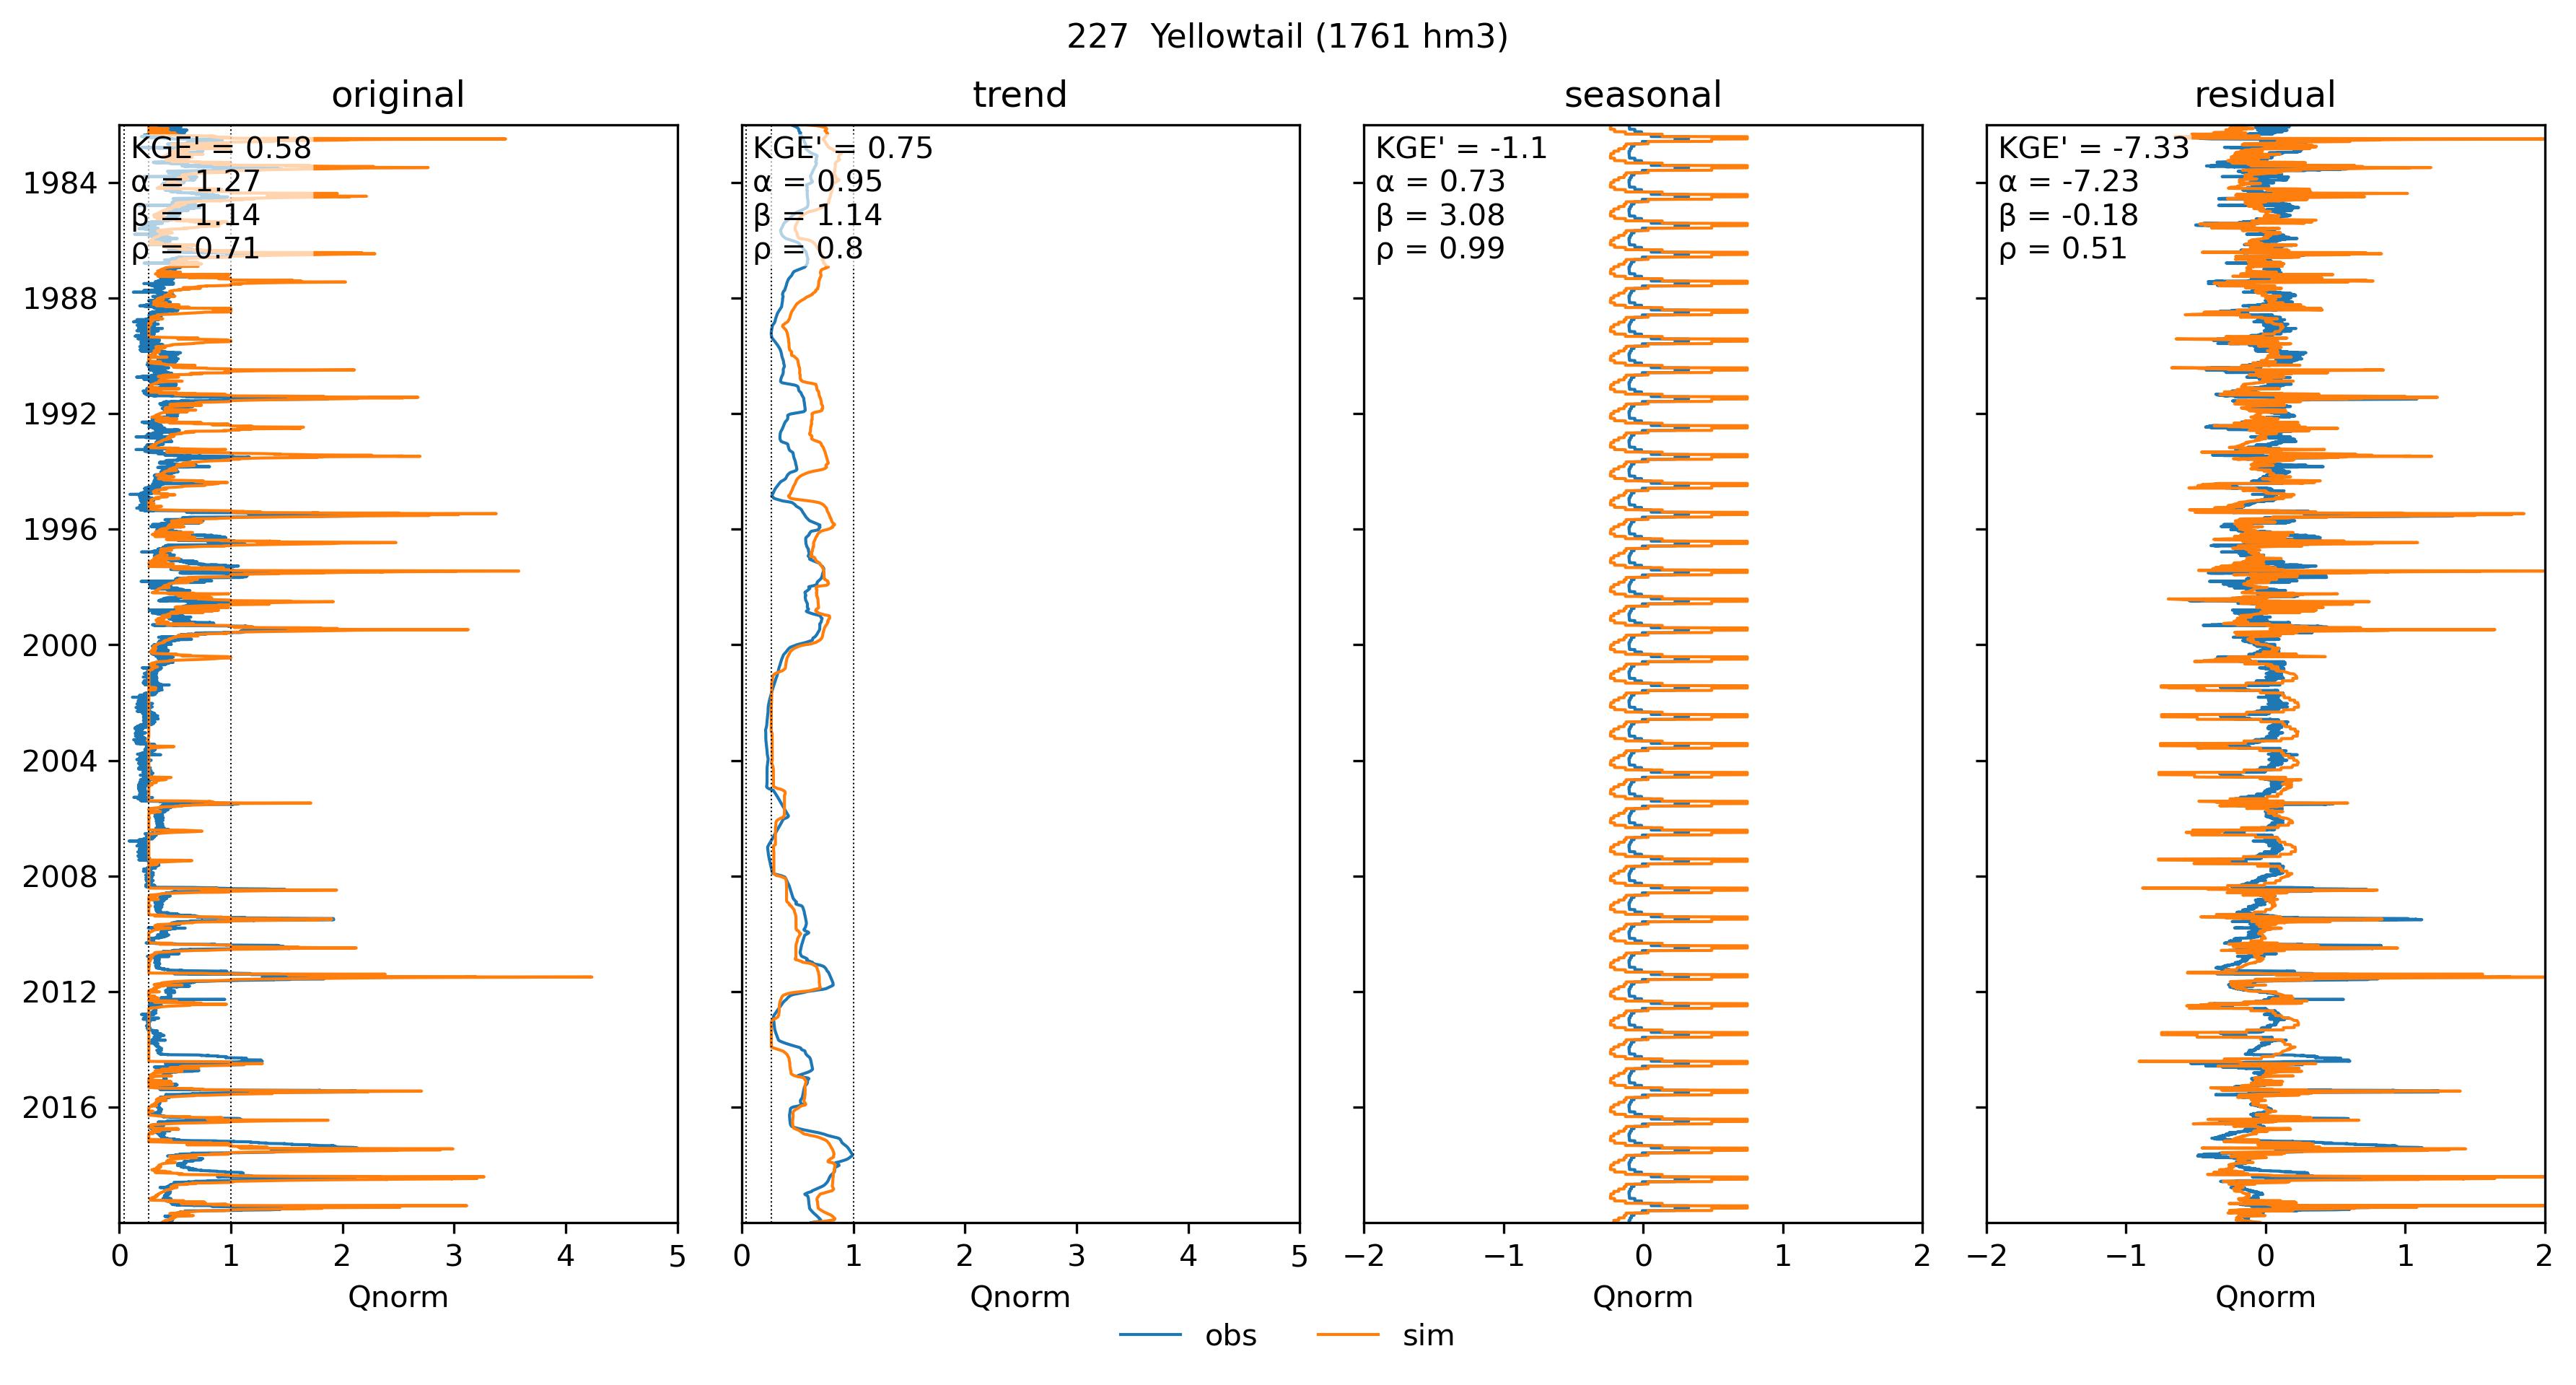 227  Yellowtail (1761 hm3)
original
trend
seasonal
residual
KGE' = 0.58
α = 1.27
β = 1.14
ρ = 0.71
KGE' = 0.75
α = 0.95
β = 1.14
ρ = 0.8
KGE' = -1.1
α = 0.73
β = 3.08
ρ = 0.99
KGE' = -7.33
α = -7.23
β = -0.18
ρ = 0.51
1984
1988
1992
1996
2000
2004
2008
2012
2016
0 1 2 3 4 5
0 1 2 3 4 5
−2 −1 0 1 2
−2 −1 0 1 2
Qnorm
Qnorm
Qnorm
Qnorm
obs
sim